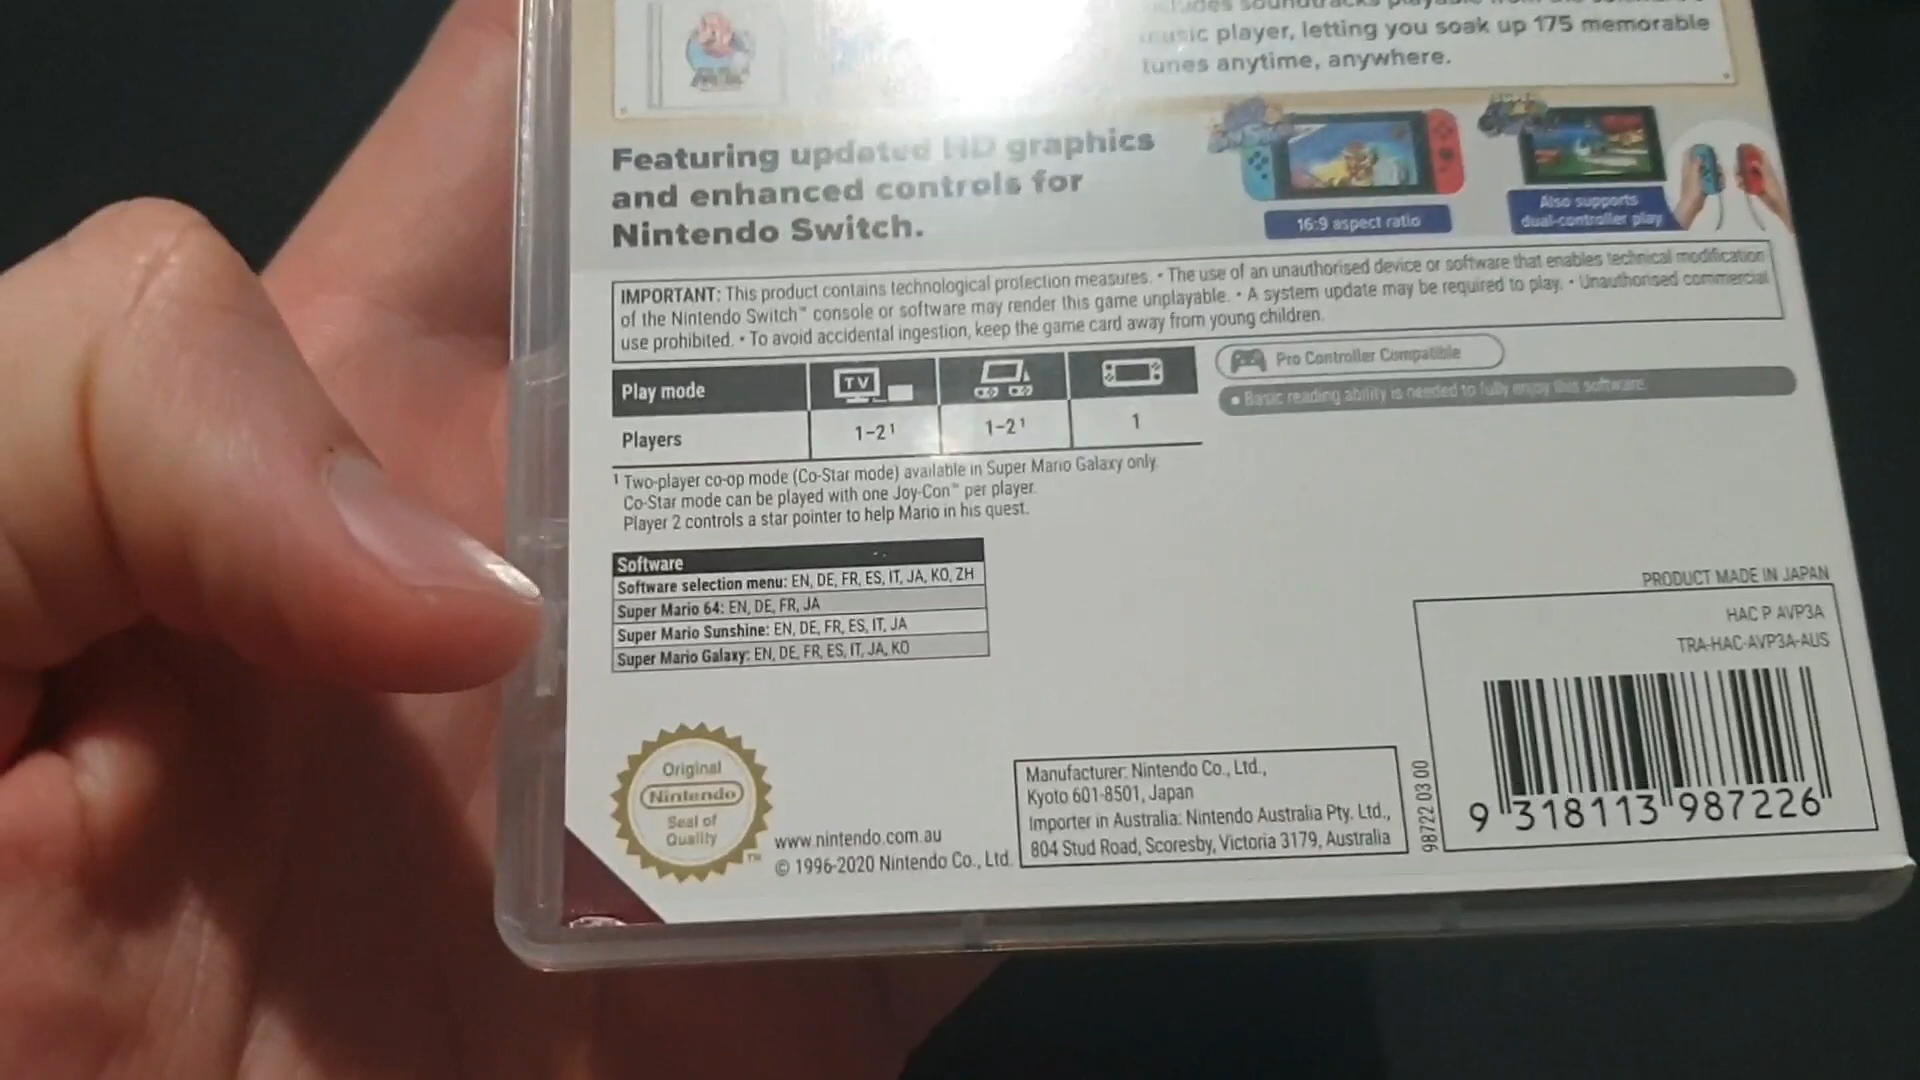 music player, letting you soak up 175 memorable
tunes anytime, anywhere.
Featuring updated HD graphics
and enhanced controls for
Nintendo Switch.
16:9 aspect ratio
Also supports
dual-controller play
IMPORTANT: This product contains technological protection measures. • The use of an unauthorised device or software that enables technical modification
of the Nintendo Switch™ console or software may render this game unplayable. • A system update may be required to play. • Unauthorised commercial
use prohibited. • To avoid accidental ingestion, keep the game card away from young children.
Play mode TV
Players 1-2¹ 1-2¹ 1
Pro Controller Compatible
• Basic reading ability is needed to fully enjoy this software.
¹ Two-player co-op mode (Co-Star mode) available in Super Mario Galaxy only.
Co-Star mode can be played with one Joy-Con™ per player.
Player 2 controls a star pointer to help Mario in his quest.
Software
Software selection menu: EN, DE, FR, ES, IT, JA, KO, ZH
Super Mario 64: EN, DE, FR, JA
Super Mario Sunshine: EN, DE, FR, ES, IT, JA
Super Mario Galaxy: EN, DE, FR, ES, IT, JA, KO
PRODUCT MADE IN JAPAN
HAC P AVP3A
TRA-HAC-AVP3A-AUS
9 318113 987226
98722 03 00
Original
Nintendo
Seal of
Quality
™
www.nintendo.com.au
© 1996-2020 Nintendo Co., Ltd.
Manufacturer: Nintendo Co., Ltd.,
Kyoto 601-8501, Japan
Importer in Australia: Nintendo Australia Pty. Ltd.,
804 Stud Road, Scoresby, Victoria 3179, Australia